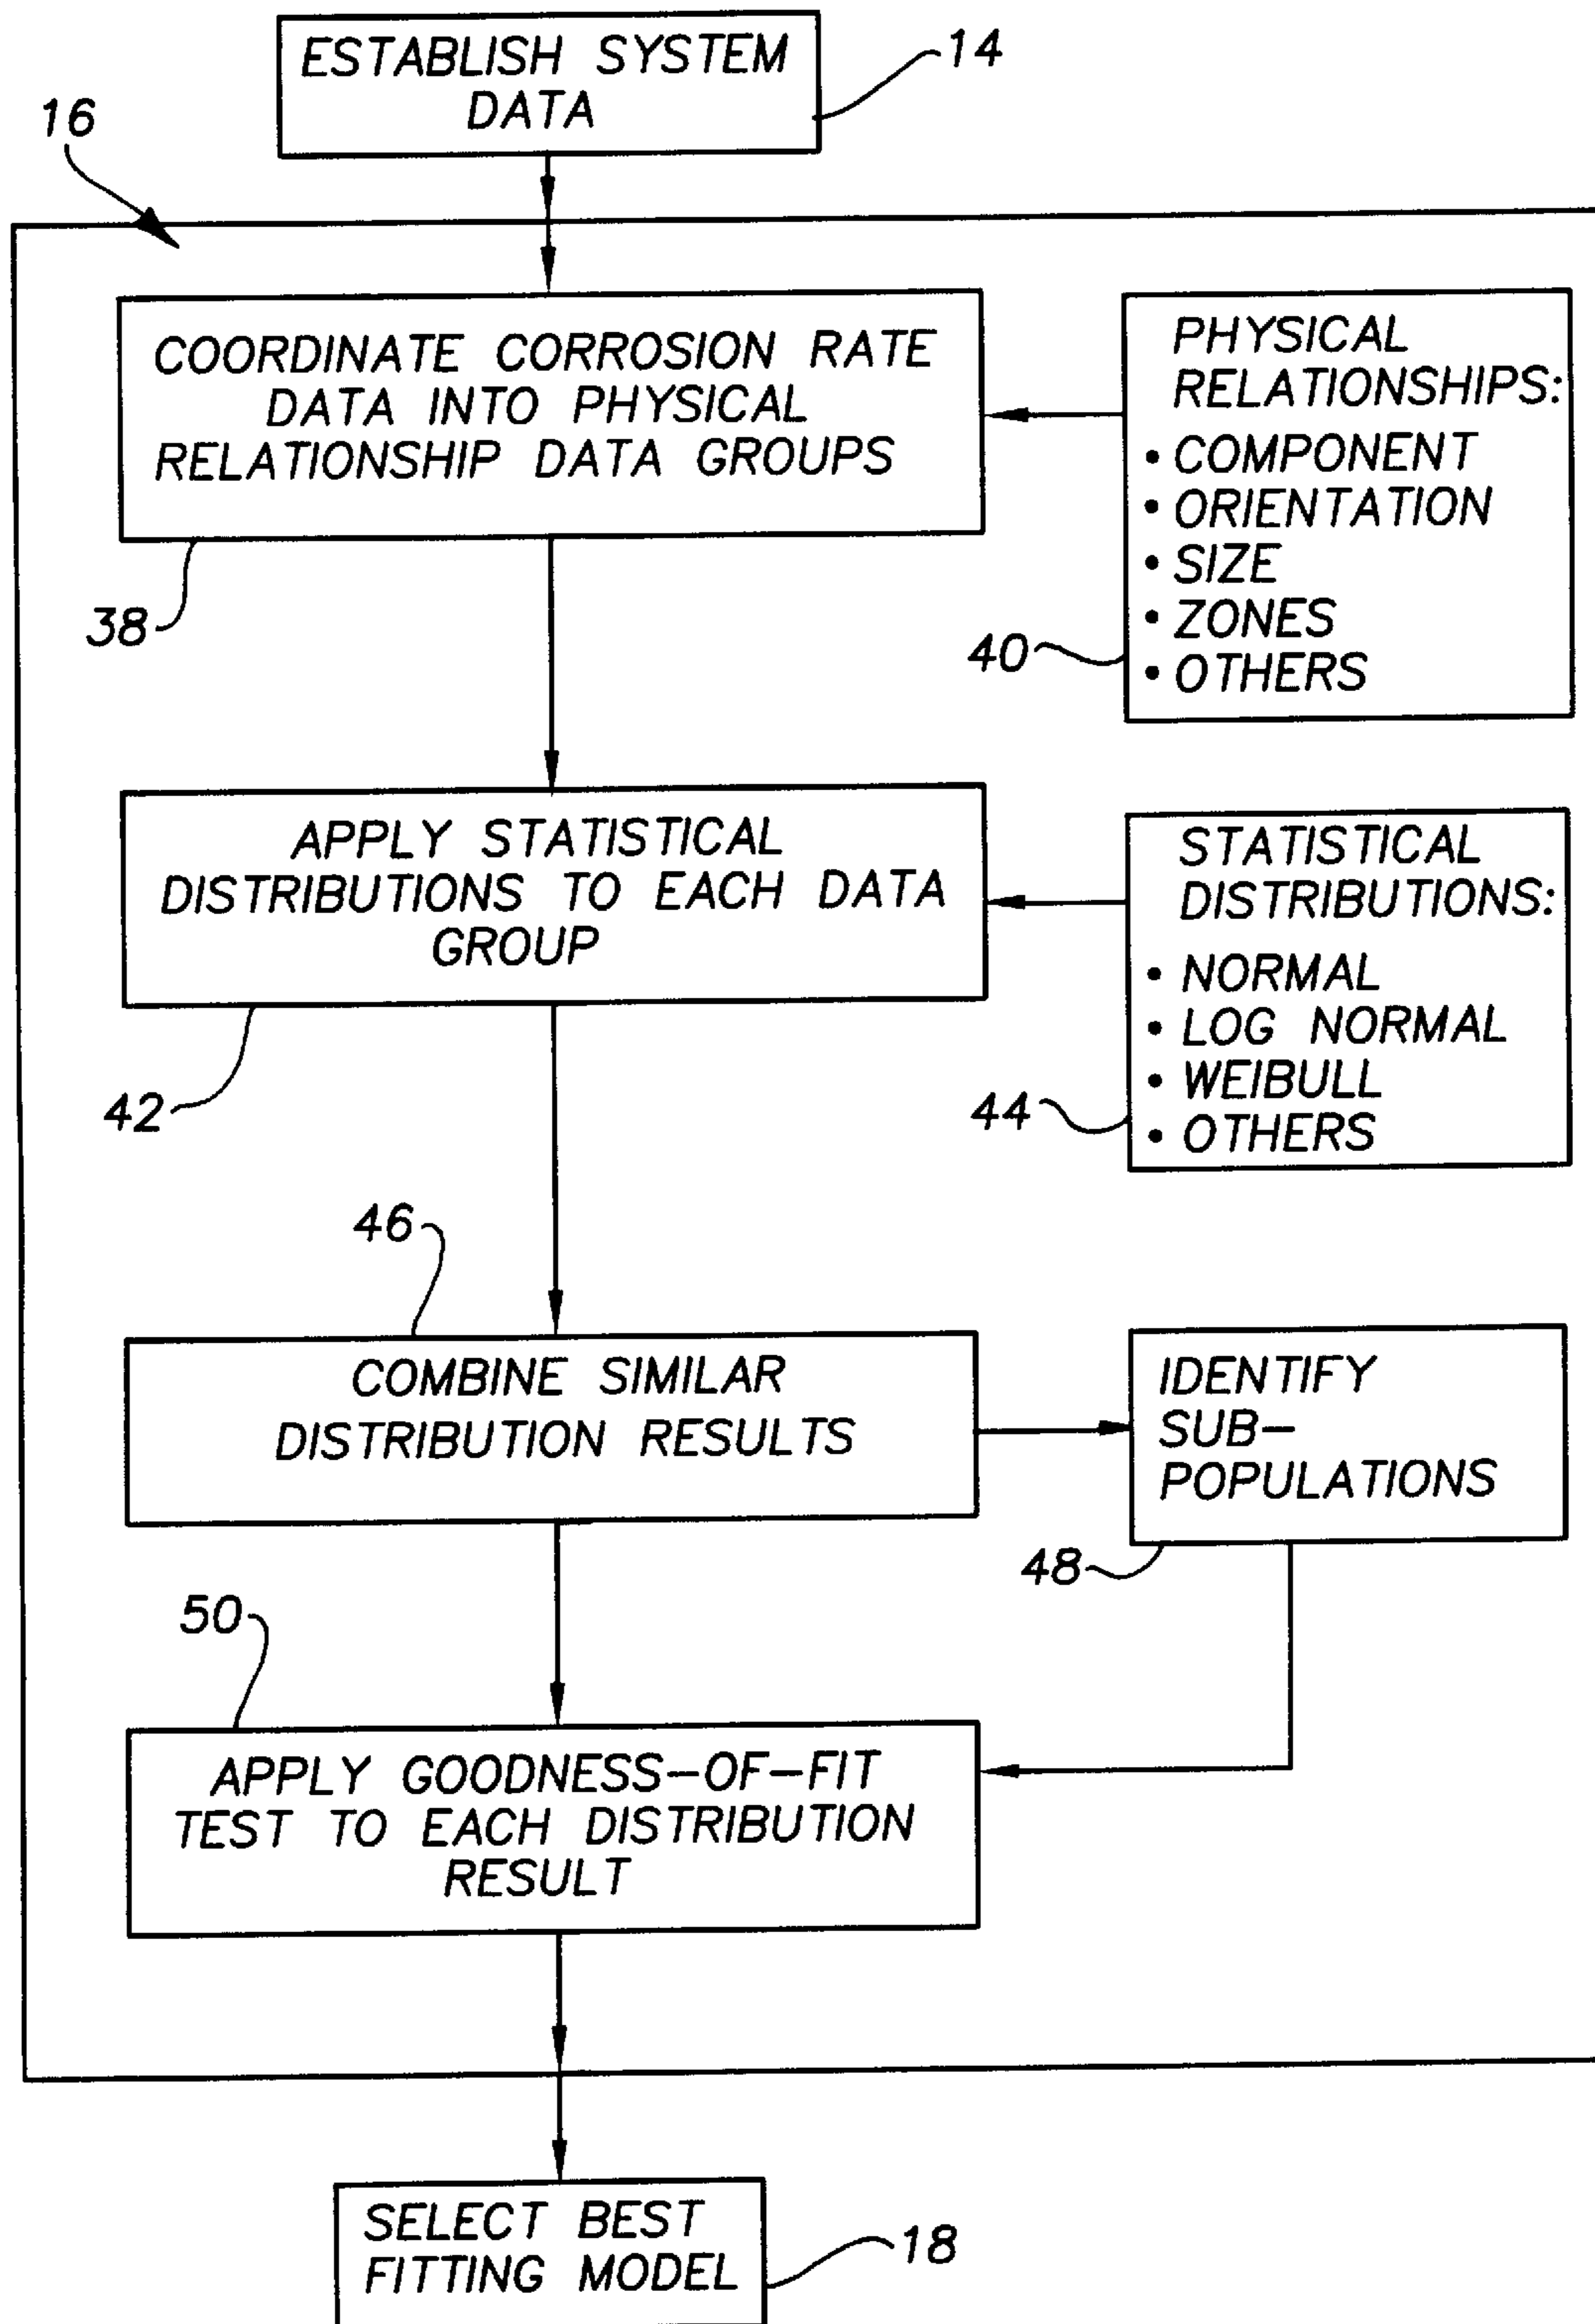 ESTABLISH SYSTEM
DATA
14
16
COORDINATE CORROSION RATE
DATA INTO PHYSICAL
RELATIONSHIP DATA GROUPS
38
PHYSICAL
RELATIONSHIPS:
• COMPONENT
• ORIENTATION
• SIZE
• ZONES
• OTHERS
40
APPLY STATISTICAL
DISTRIBUTIONS TO EACH DATA
GROUP
42
STATISTICAL
DISTRIBUTIONS:
• NORMAL
• LOG NORMAL
• WEIBULL
• OTHERS
44
46
COMBINE SIMILAR
DISTRIBUTION RESULTS
IDENTIFY
SUB-
POPULATIONS
48
50
APPLY GOODNESS-OF-FIT
TEST TO EACH DISTRIBUTION
RESULT
SELECT BEST
FITTING MODEL
18